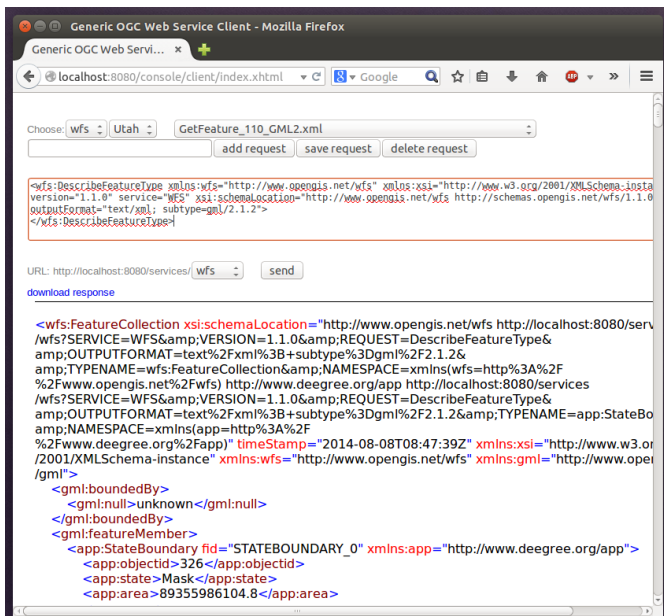 Generic OGC Web Service Client - Mozilla Firefox
Generic OGC Web Servi...
localhost:8080/console/client/index.xhtml
Google
ABP
Choose: wfs Utah GetFeature_110_GML2.xml
add request save request delete request
<wfs:DescribeFeatureType xmlns:wfs="http://www.opengis.net/wfs" xmlns:xsi="http://www.w3.org/2001/XMLSchema-insta
version="1.1.0" service="WFS" xsi:schemaLocation="http://www.opengis.net/wfs http://schemas.opengis.net/wfs/1.1.0
outputFormat="text/xml; subtype=gml/2.1.2">
</wfs:DescribeFeatureType>
URL: http://localhost:8080/services/ wfs send
download response
<wfs:FeatureCollection xsi:schemaLocation="http://www.opengis.net/wfs http://localhost:8080/serv
/wfs?SERVICE=WFS&amp;VERSION=1.1.0&amp;REQUEST=DescribeFeatureType&
amp;OUTPUTFORMAT=text%2Fxml%3B+subtype%3Dgml%2F2.1.2&
amp;TYPENAME=wfs:FeatureCollection&amp;NAMESPACE=xmlns(wfs=http%3A%2F
%2Fwww.opengis.net%2Fwfs) http://www.deegree.org/app http://localhost:8080/services
/wfs?SERVICE=WFS&amp;VERSION=1.1.0&amp;REQUEST=DescribeFeatureType&
amp;OUTPUTFORMAT=text%2Fxml%3B+subtype%3Dgml%2F2.1.2&amp;TYPENAME=app:StateBo
amp;NAMESPACE=xmlns(app=http%3A%2F
%2Fwww.deegree.org%2Fapp)" timeStamp="2014-08-08T08:47:39Z" xmlns:xsi="http://www.w3.or
/2001/XMLSchema-instance" xmlns:wfs="http://www.opengis.net/wfs" xmlns:gml="http://www.ope
/gml">
<gml:boundedBy>
<gml:null>unknown</gml:null>
</gml:boundedBy>
<gml:featureMember>
<app:StateBoundary fid="STATEBOUNDARY_0" xmlns:app="http://www.deegree.org/app">
<app:objectid>326</app:objectid>
<app:state>Mask</app:state>
<app:area>89355986104.8</app:area>